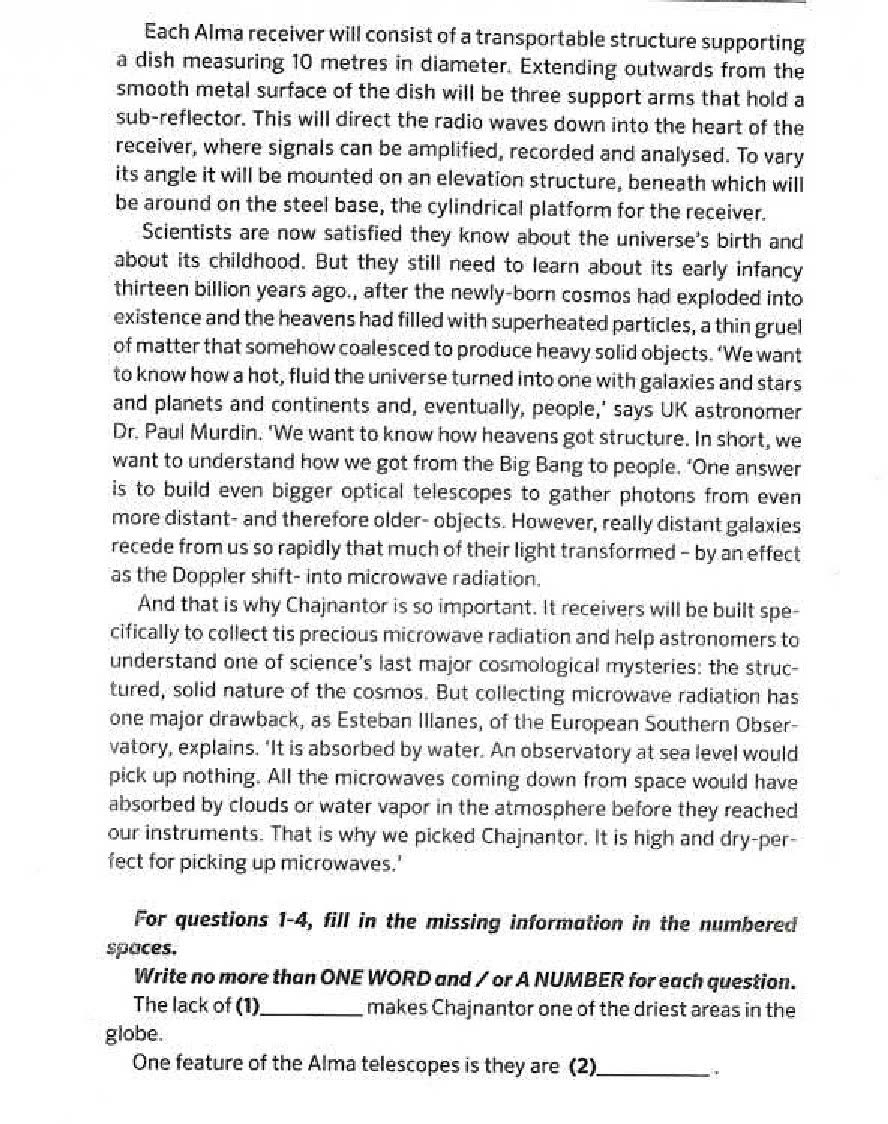 Each Alma receiver will consist of a transportable structure supporting
a dish measuring 10 metres in diameter. Extending outwards from the
smooth metal surface of the dish will be three support arms that hold a
sub-reflector. This will direct the radio waves down into the heart of the
receiver, where signals can be amplified, recorded and analysed. To vary
its angle it will be mounted on an elevation structure, beneath which will
be around on the steel base, the cylindrical platform for the receiver.
Scientists are now satisfied they know about the universe's birth and
about its childhood. But they still need to learn about its early infancy
thirteen billion years ago., after the newly-born cosmos had exploded into
existence and the heavens had filled with superheated particles, a thin gruel
of matter that somehow coalesced to produce heavy solid objects. 'We want
to know how a hot, fluid the universe turned into one with galaxies and stars
and planets and continents and, eventually, people,' says UK astronomer
Dr. Paul Murdin. 'We want to know how heavens got structure. In short, we
want to understand how we got from the Big Bang to people. 'One answer
is to build even bigger optical telescopes to gather photons from even
more distant- and therefore older- objects. However, really distant galaxies
recede from us so rapidly that much of their light transformed – by an effect
as the Doppler shift- into microwave radiation.
And that is why Chajnantor is so important. It receivers will be built spe-
cifically to collect tis precious microwave radiation and help astronomers to
understand one of science's last major cosmological mysteries: the struc-
tured, solid nature of the cosmos. But collecting microwave radiation has
one major drawback, as Esteban Illanes, of the European Southern Obser-
vatory, explains. 'It is absorbed by water. An observatory at sea level would
pick up nothing. All the microwaves coming down from space would have
absorbed by clouds or water vapor in the atmosphere before they reached
our instruments. That is why we picked Chajnantor. It is high and dry-per-
fect for picking up microwaves.'
For questions 1-4, fill in the missing information in the numbered
spaces.
Write no more than ONE WORD and / or A NUMBER for each question.
The lack of (1)__________ makes Chajnantor one of the driest areas in the
globe.
One feature of the Alma telescopes is they are (2)___________.